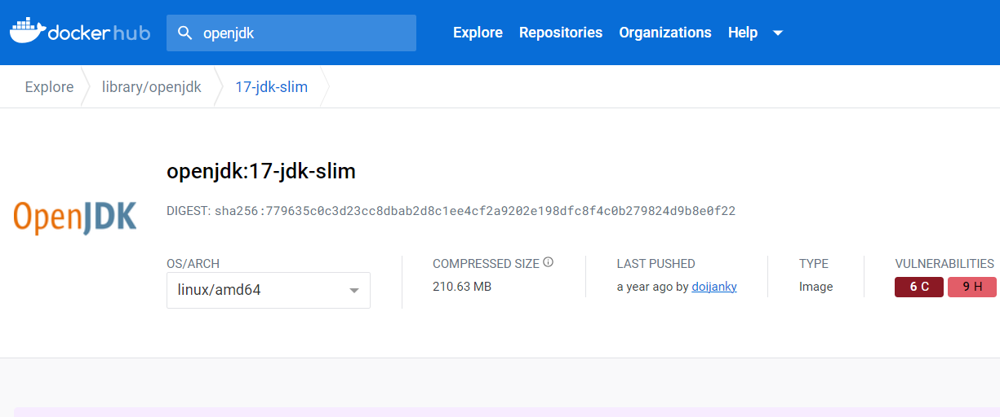 dockerhub
openjdk
Explore Repositories Organizations Help
Explore library/openjdk 17-jdk-slim
openjdk:17-jdk-slim
OpenJDK
DIGEST: sha256:779635c0c3d23cc8dbab2d8c1ee4cf2a9202e198dfc8f4c0b279824d9b8e0f22
OS/ARCH
linux/amd64
COMPRESSED SIZE
210.63 MB
LAST PUSHED
a year ago by doijanky
TYPE
Image
VULNERABILITIES
6 C 9 H